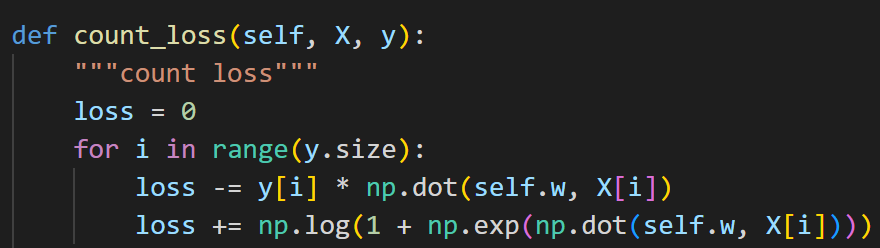 def count_loss(self, X, y):
    """count loss"""
    loss = 0
    for i in range(y.size):
        loss -= y[i] * np.dot(self.w, X[i])
        loss += np.log(1 + np.exp(np.dot(self.w, X[i])))